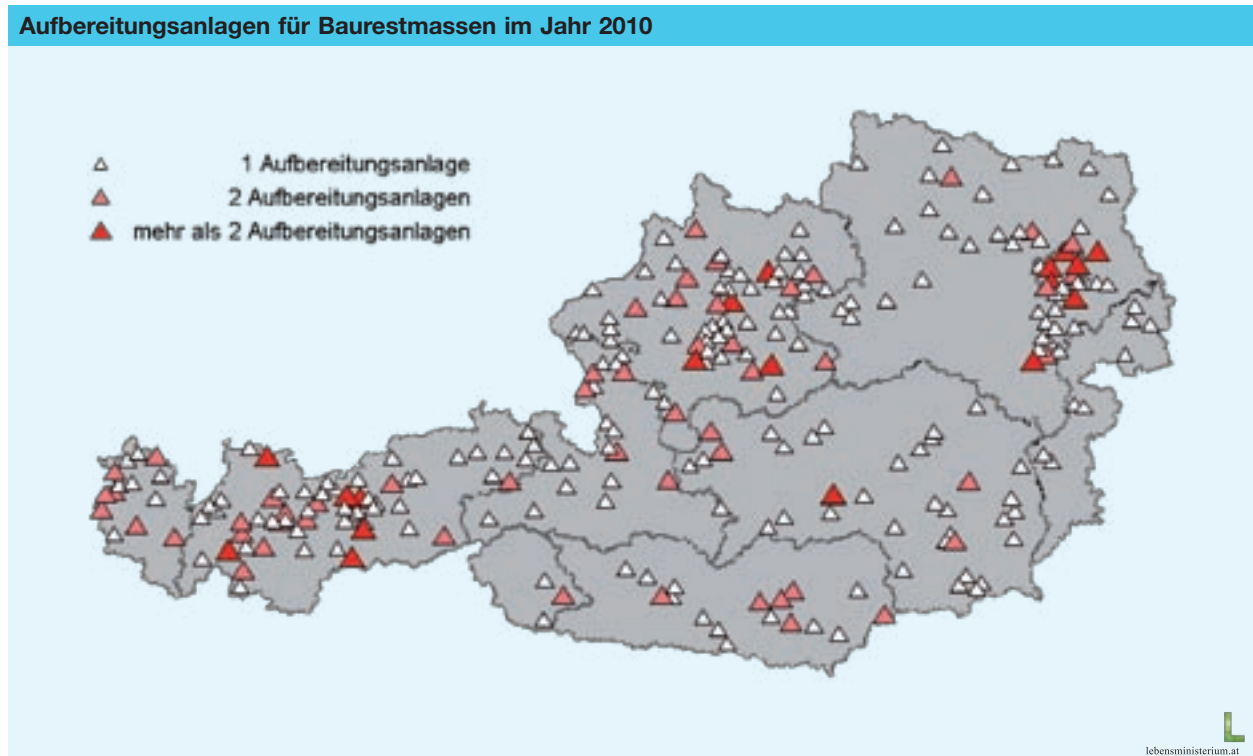 Aufbereitungsanlagen für Baurestmassen im Jahr 2010
1 Aufbereitungsanlage
2 Aufbereitungsanlagen
mehr als 2 Aufbereitungsanlagen
L
lebensministerium.at